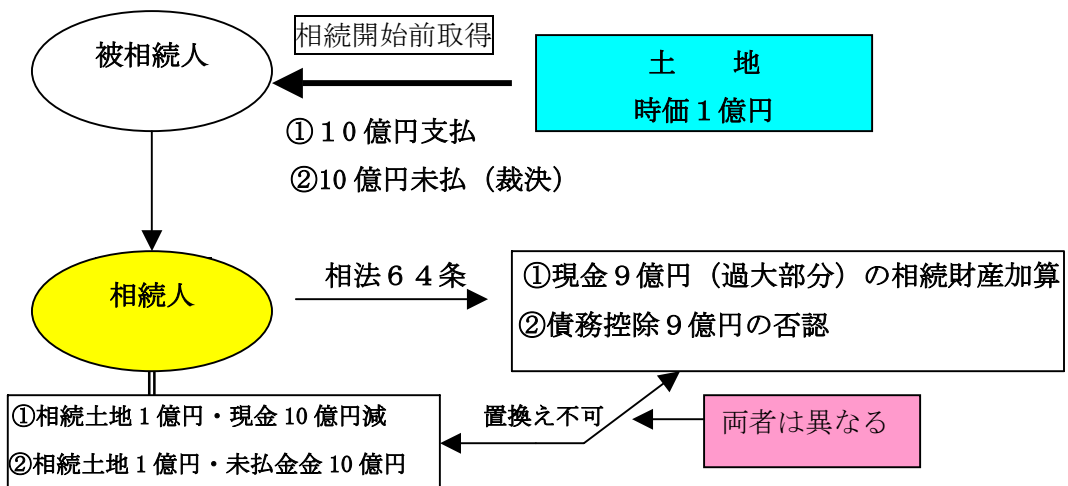 被相続人
相続開始前取得
土　　地
時価１億円
①１０億円支払
②10億円未払（裁決）
相続人
相法６４条
①現金９億円（過大部分）の相続財産加算
②債務控除９億円の否認
①相続土地１億円・現金10億円減
②相続土地１億円・未払金金10億円
置換え不可
両者は異なる